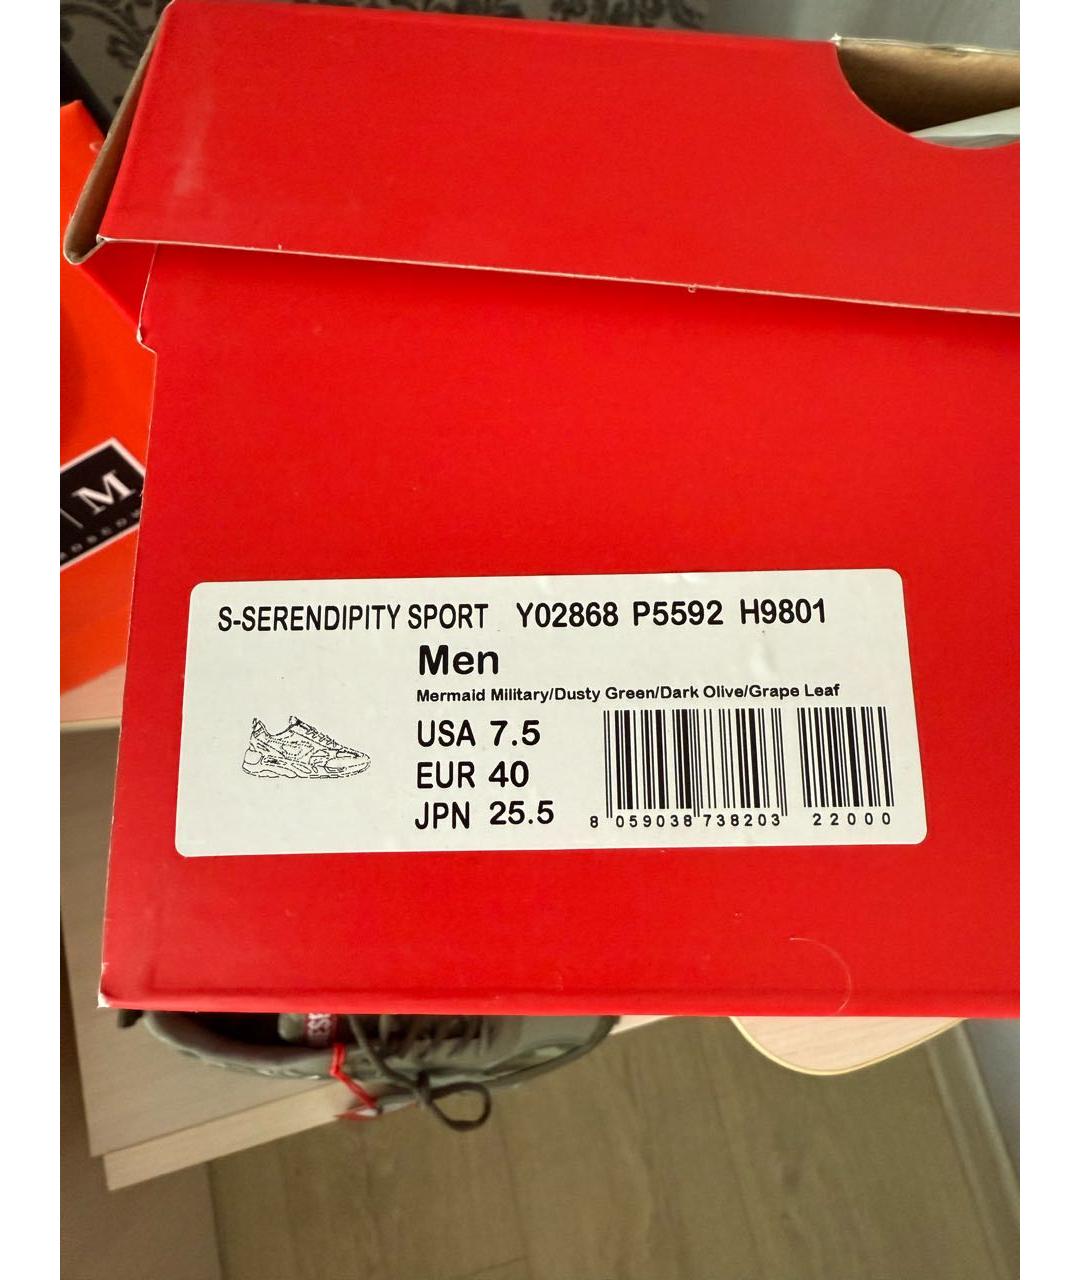 M
S-SERENDIPITY SPORT Y02868 P5592 H9801
Men
Mermaid Military/Dusty Green/Dark Olive/Grape Leaf
USA 7.5
EUR 40
JPN 25.5
8 059038 738203 22000